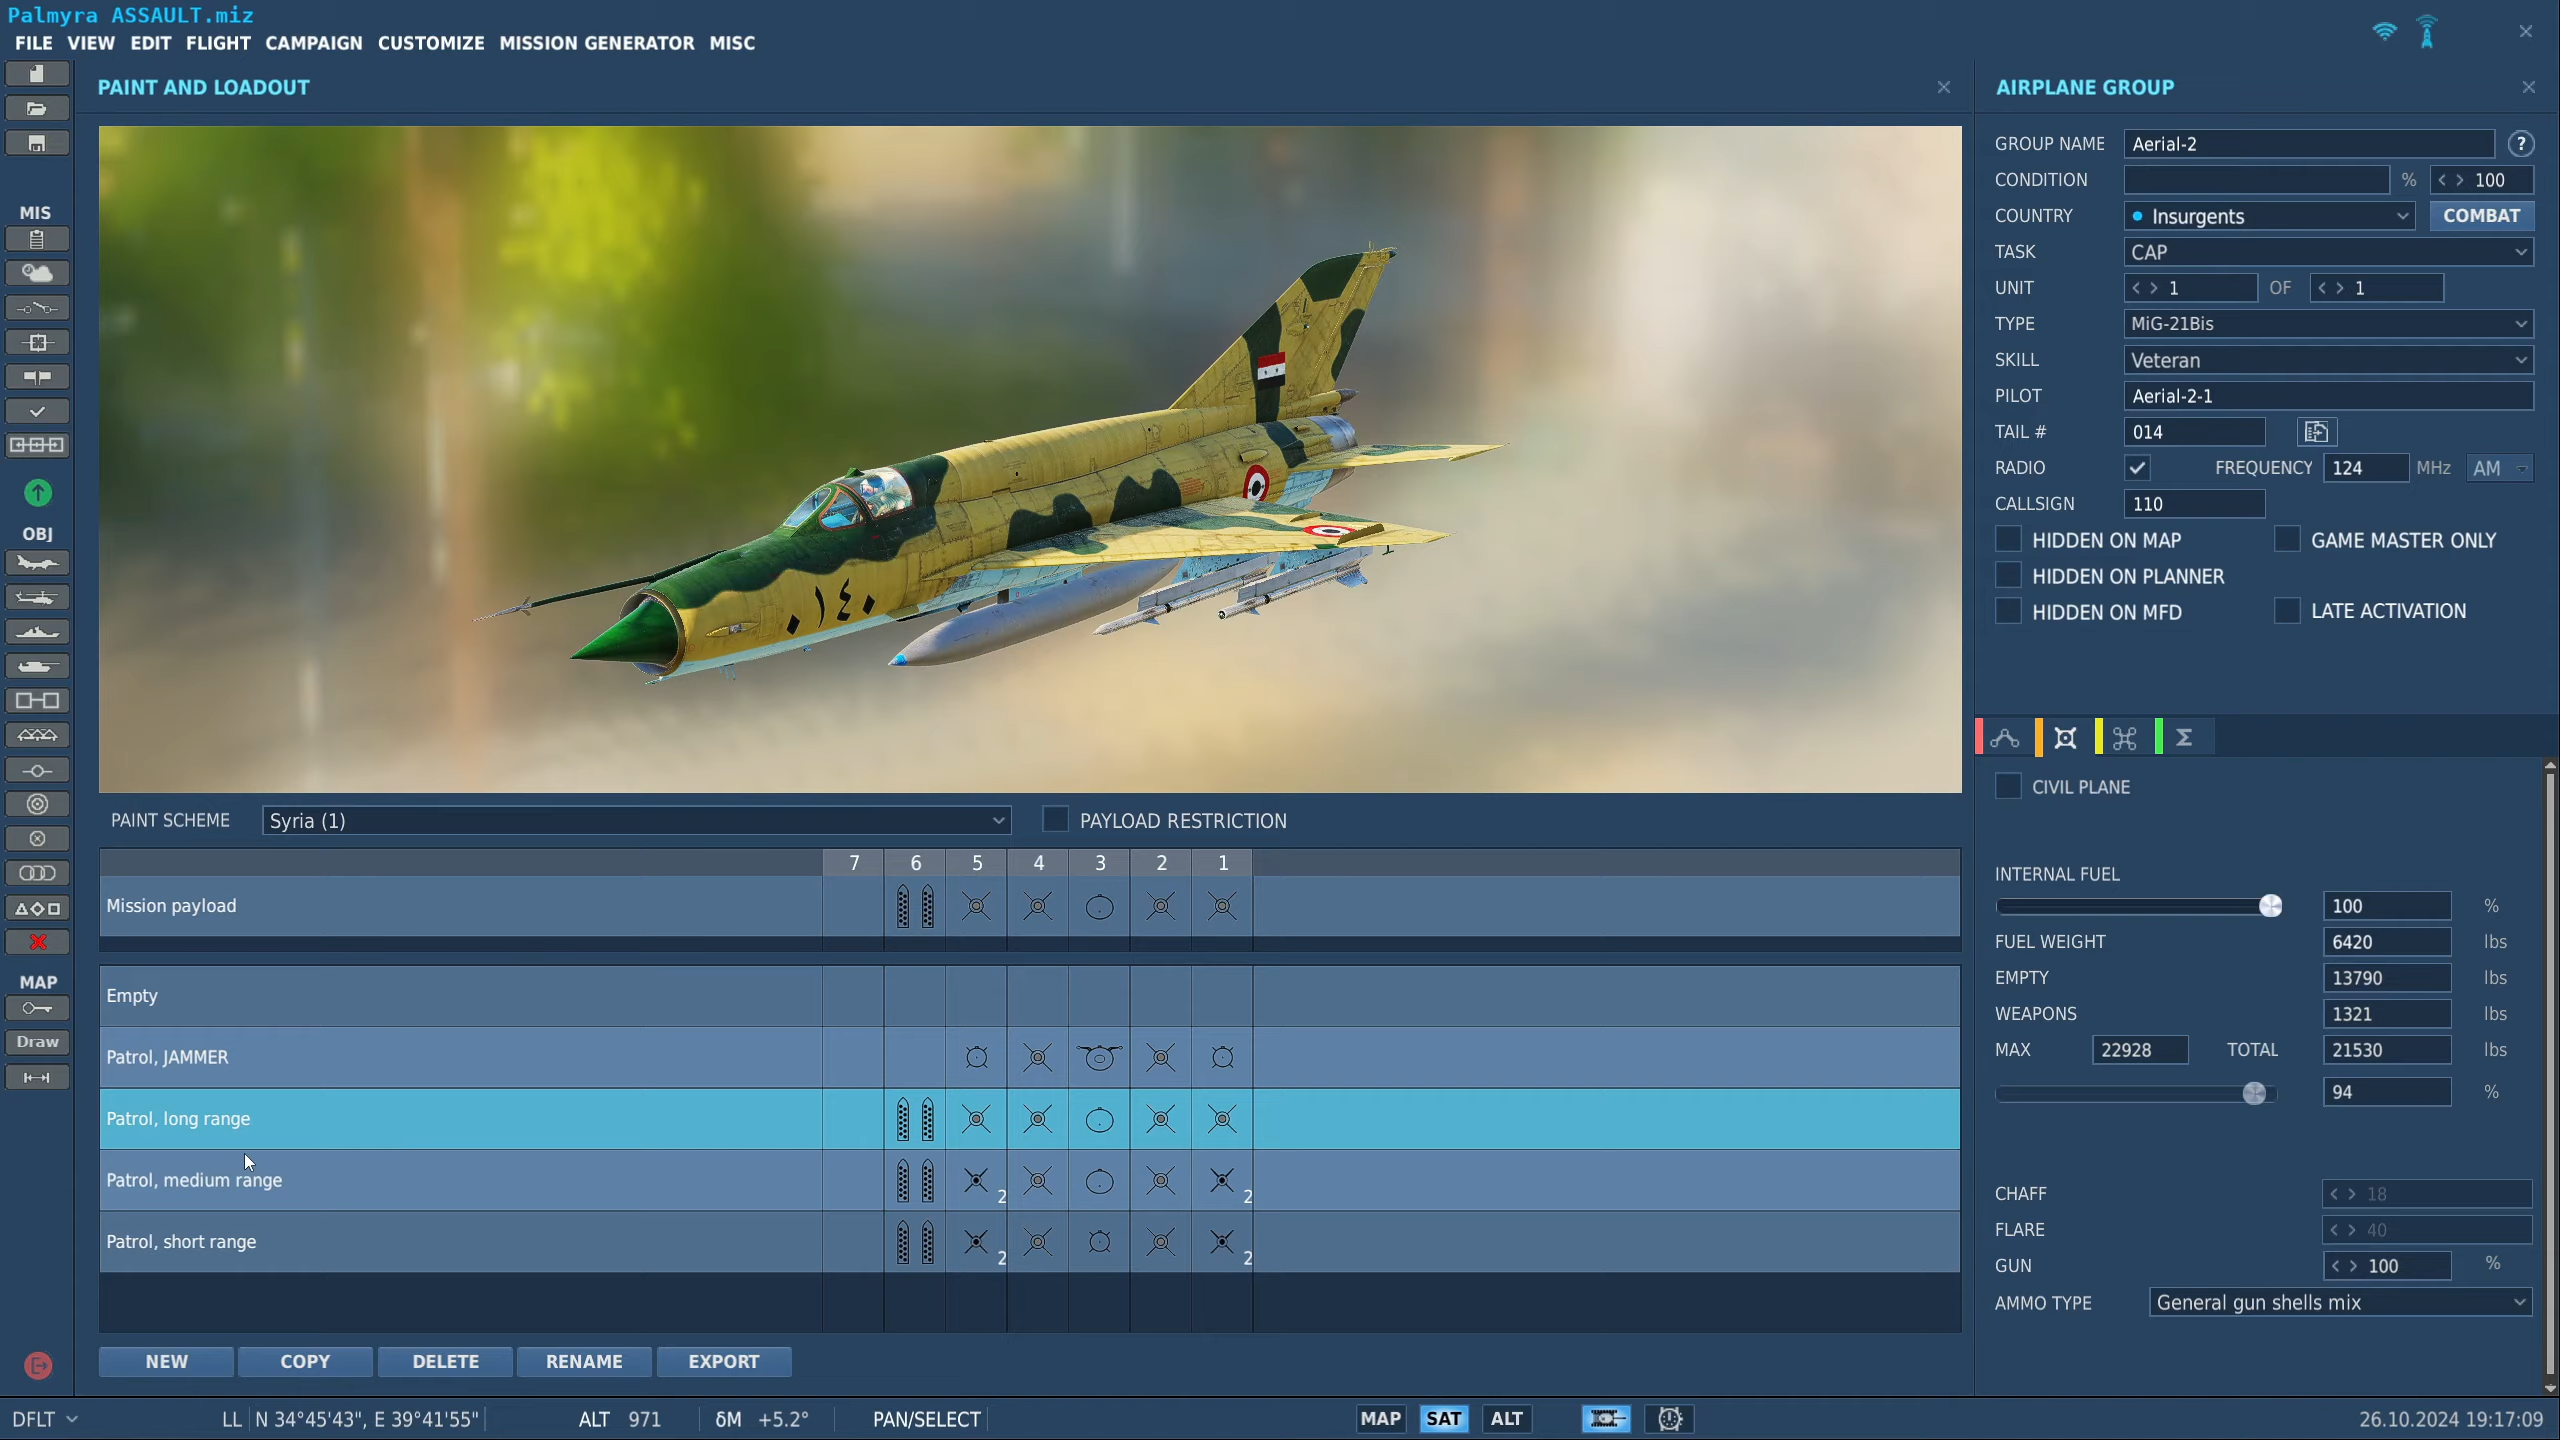 Palmyra ASSAULT.miz
FILE VIEW EDIT FLIGHT CAMPAIGN CUSTOMIZE MISSION GENERATOR MISC
PAINT AND LOADOUT
AIRPLANE GROUP
GROUP NAME Aerial-2 ?
CONDITION % < > 100
COUNTRY Insurgents COMBAT
TASK CAP
UNIT < > 1 OF < > 1
TYPE MiG-21Bis
SKILL Veteran
PILOT Aerial-2-1
TAIL # 014
RADIO FREQUENCY 124 MHz AM
CALLSIGN 110
HIDDEN ON MAP GAME MASTER ONLY
HIDDEN ON PLANNER
HIDDEN ON MFD LATE ACTIVATION
MIS
OBJ
MAP
Draw
٠١٤٠
CIVIL PLANE
PAINT SCHEME Syria (1) PAYLOAD RESTRICTION
7 6 5 4 3 2 1
Mission payload
Empty
Patrol, JAMMER
Patrol, long range
Patrol, medium range 2 2
Patrol, short range 2 2
INTERNAL FUEL
100 %
FUEL WEIGHT 6420 lbs
EMPTY 13790 lbs
WEAPONS 1321 lbs
MAX 22928 TOTAL 21530 lbs
94 %
CHAFF < > 18
FLARE < > 40
GUN < > 100 %
AMMO TYPE General gun shells mix
NEW COPY DELETE RENAME EXPORT
DFLT LL N 34°45'43", E 39°41'55" ALT 971 δM +5.2° PAN/SELECT MAP SAT ALT 26.10.2024 19:17:09